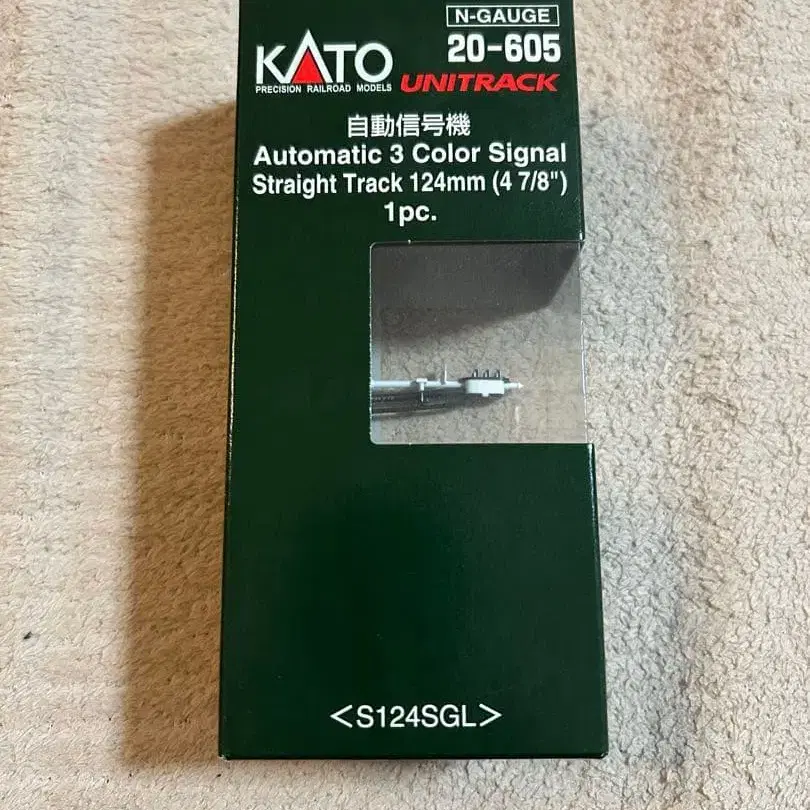 N-GAUGE
KATO 20-605
PRECISION RAILROAD MODELS UNITRACK
自動信号機
Automatic 3 Color Signal
Straight Track 124mm (4 7/8")
1pc.
<S124SGL>